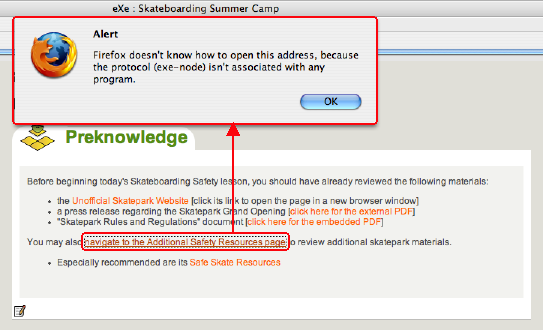 eXe : Skateboarding Summer Camp
Alert
Firefox doesn't know how to open this address, because
the protocol (exe-node) isn't associated with any
program.
OK
Preknowledge
Before beginning today's Skateboarding Safety lesson, you should have already reviewed the following materials:
• the Unofficial Skatepark Website [click its link to open the page in a new browser window]
• a press release regarding the Skatepark Grand Opening [click here for the external PDF]
• "Skatepark Rules and Regulations" document [click here for the embedded PDF]
You may also navigate to the Additional Safety Resources page to review additional skatepark materials.
• Especially recommended are its Safe Skate Resources